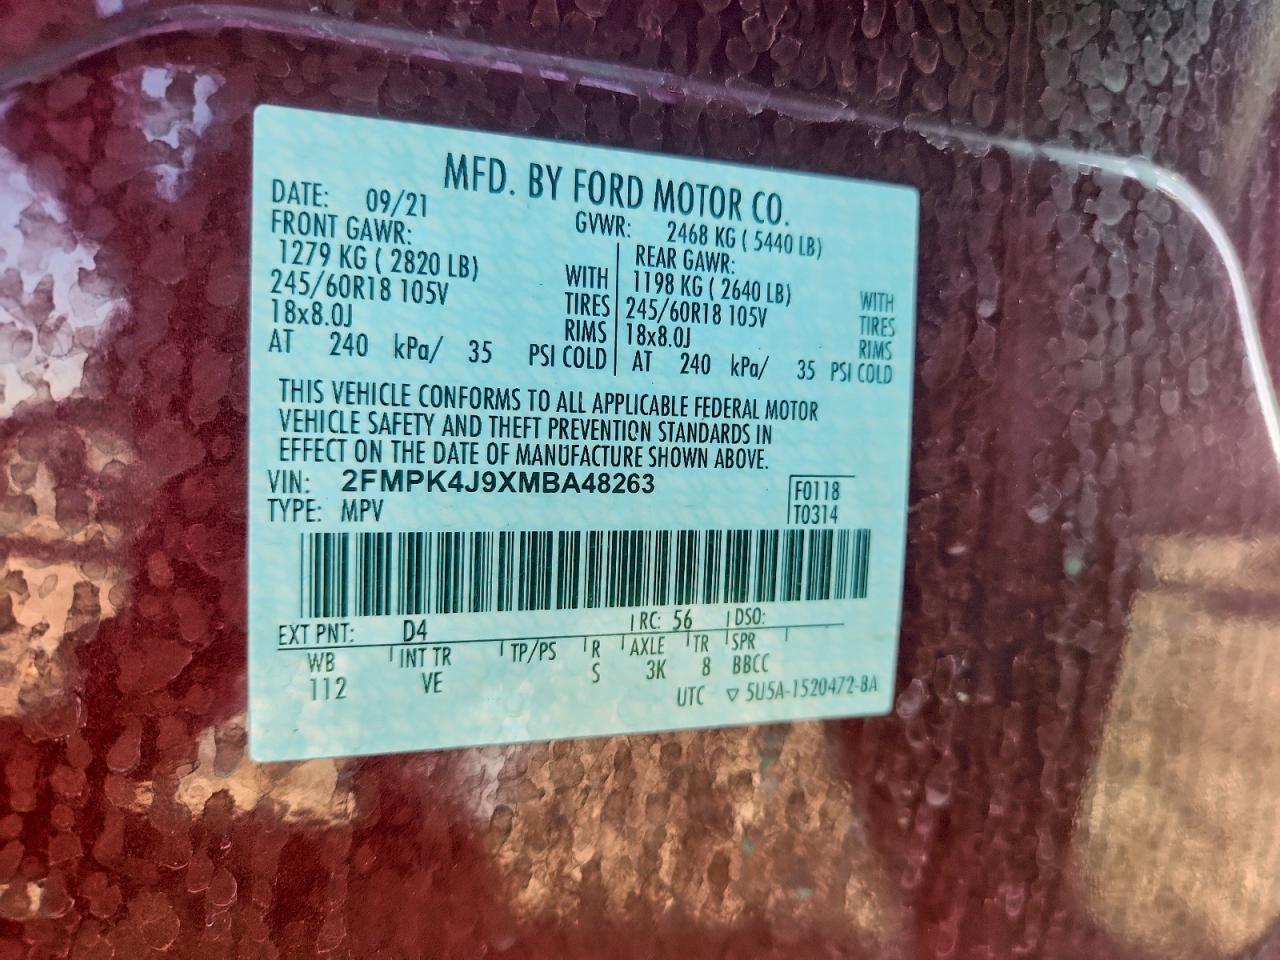 MFD. BY FORD MOTOR CO.
DATE: 09/21 GVWR: 2468 KG ( 5440 LB)
FRONT GAWR: REAR GAWR:
1279 KG ( 2820 LB) WITH 1198 KG ( 2640 LB) WITH
245/60R18 105V TIRES 245/60R18 105V TIRES
18x8.0J RIMS 18x8.0J RIMS
AT 240 kPa/ 35 PSI COLD AT 240 kPa/ 35 PSI COLD
THIS VEHICLE CONFORMS TO ALL APPLICABLE FEDERAL MOTOR
VEHICLE SAFETY AND THEFT PREVENTION STANDARDS IN
EFFECT ON THE DATE OF MANUFACTURE SHOWN ABOVE.
VIN: 2FMPK4J9XMBA48263 F0118
TYPE: MPV T0314
EXT PNT: D4 RC: 56 DSO:
WB INT TR TP/PS R AXLE TR SPR
112 VE S 3K 8 BBCC
UTC ▽ 5U5A-1520472-BA